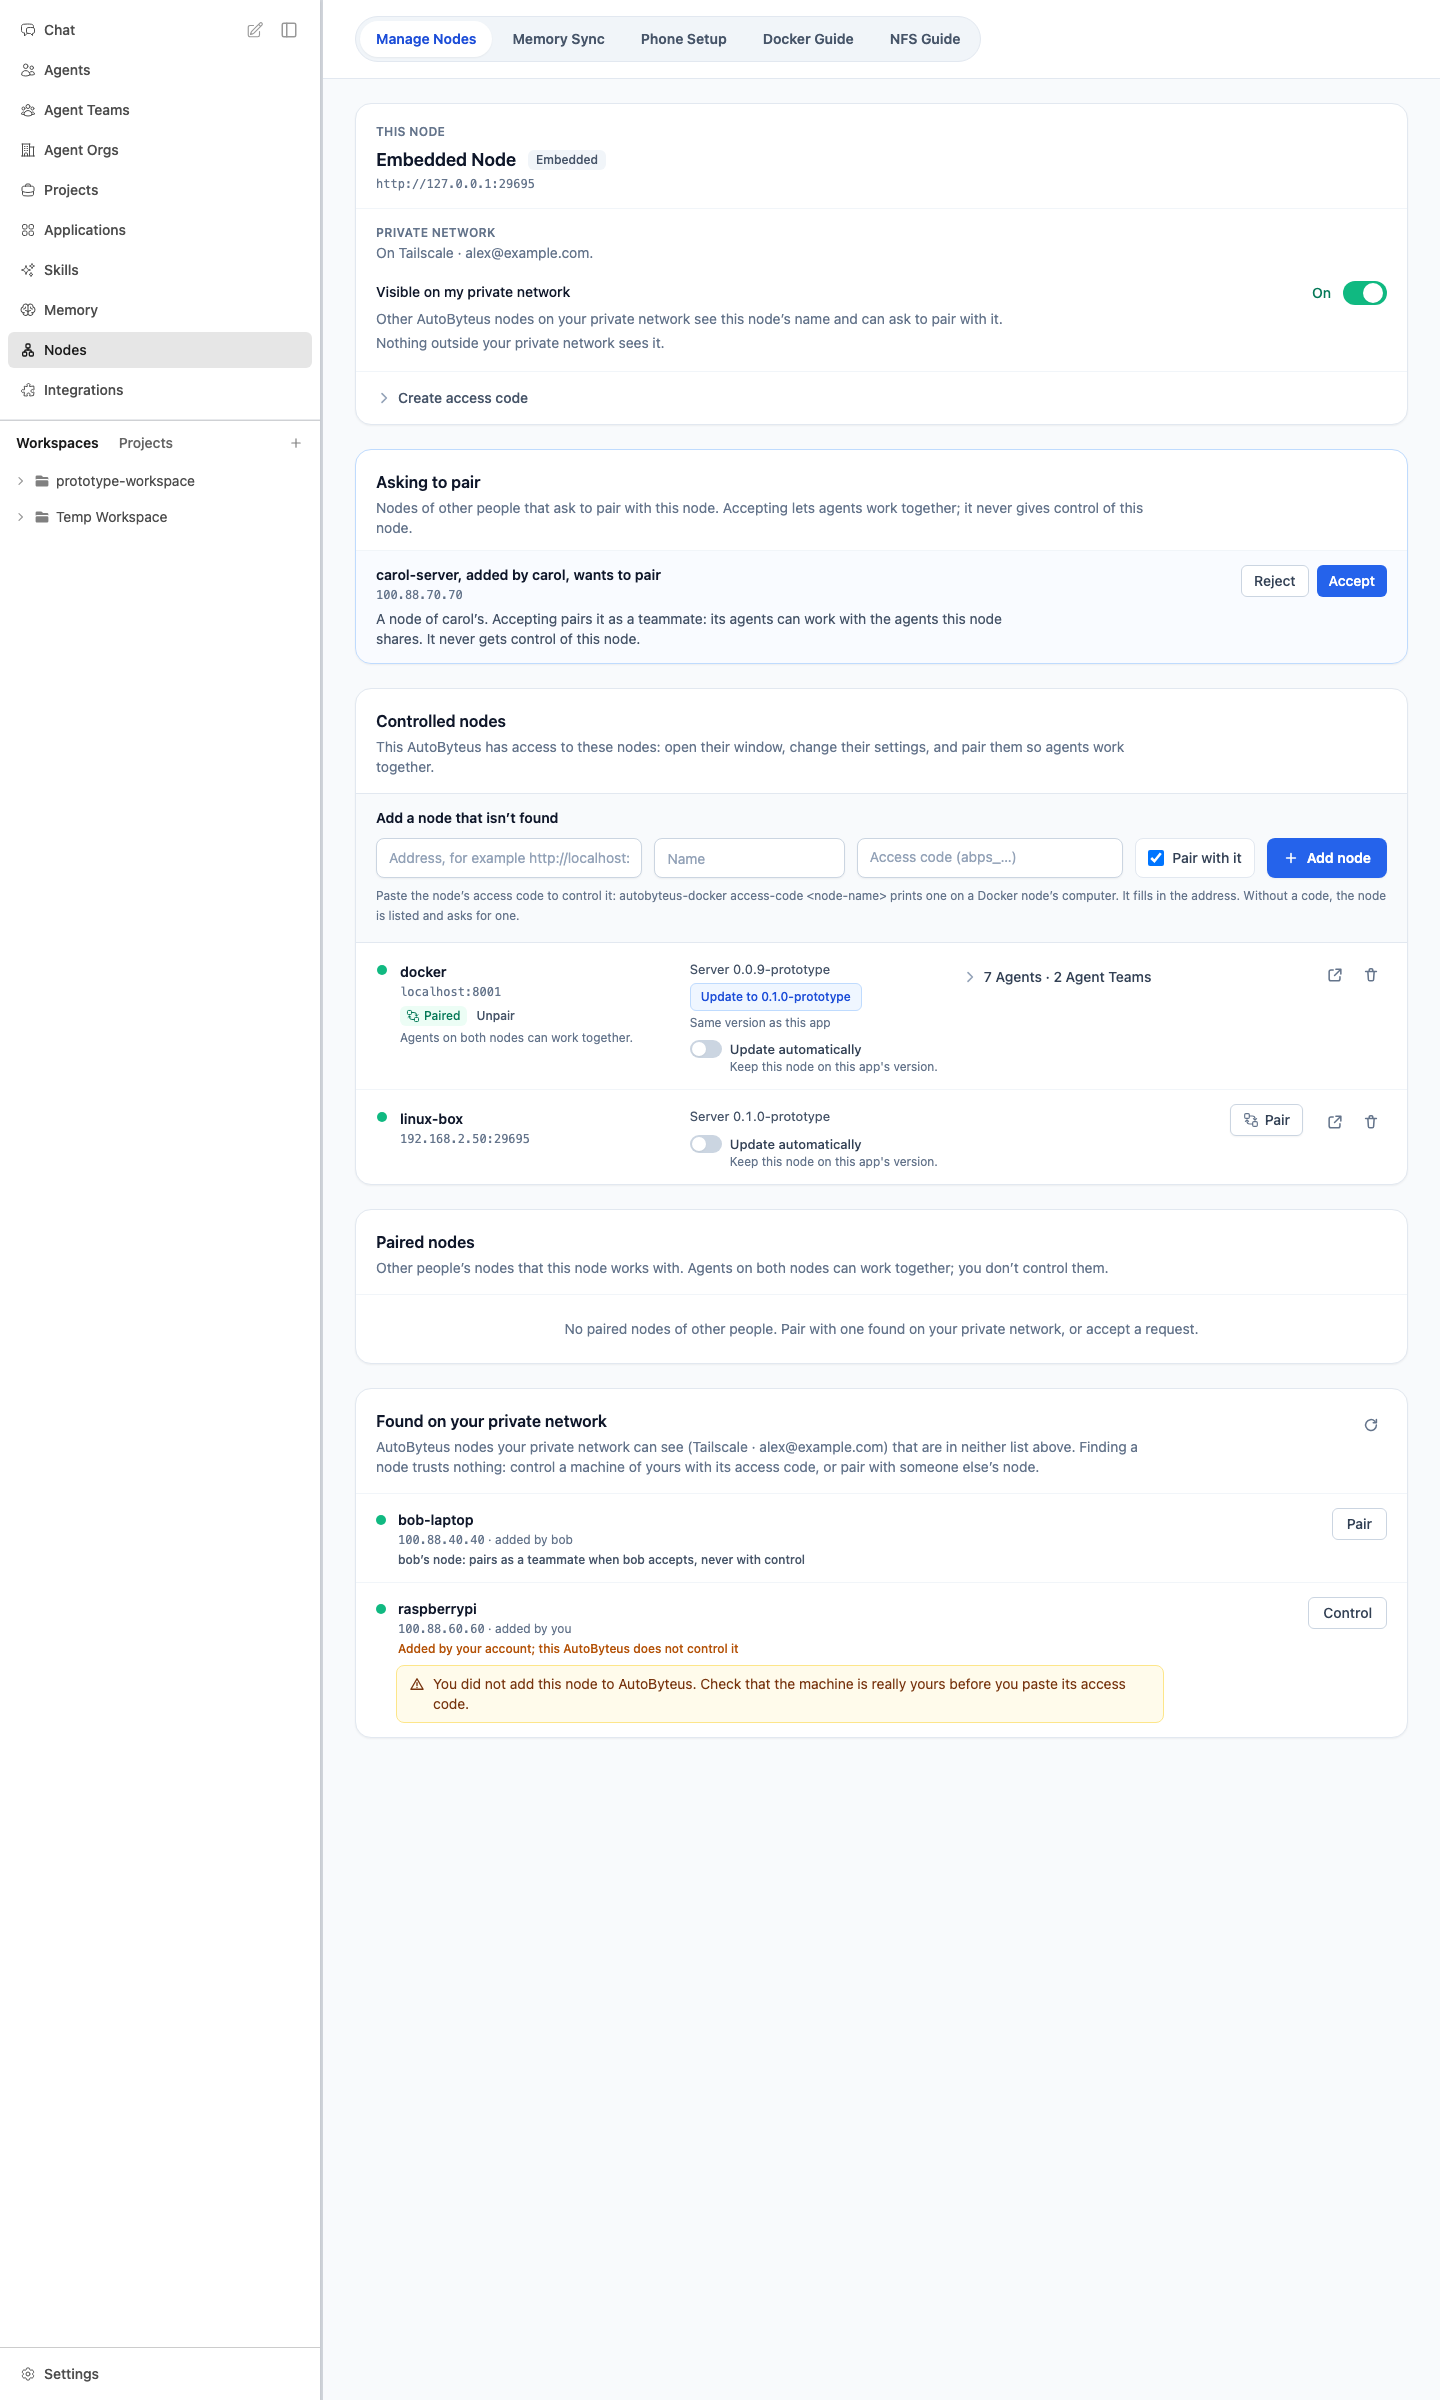 Chat
Agents
Agent Teams
Agent Orgs
Projects
Applications
Skills
Memory
Nodes
Integrations
Workspaces Projects
prototype-workspace
Temp Workspace
Settings
Manage Nodes Memory Sync Phone Setup Docker Guide NFS Guide
THIS NODE
Embedded Node Embedded
http://127.0.0.1:29695
PRIVATE NETWORK
On Tailscale · alex@example.com.
Visible on my private network On
Other AutoByteus nodes on your private network see this node’s name and can ask to pair with it.
Nothing outside your private network sees it.
Create access code
Asking to pair
Nodes of other people that ask to pair with this node. Accepting lets agents work together; it never gives control of this
node.
carol-server, added by carol, wants to pair Reject Accept
100.88.70.70
A node of carol’s. Accepting pairs it as a teammate: its agents can work with the agents this node
shares. It never gets control of this node.
Controlled nodes
This AutoByteus has access to these nodes: open their window, change their settings, and pair them so agents work
together.
Add a node that isn’t found
Address, for example http://localhost: Name Access code (abps_…) Pair with it Add node
Paste the node’s access code to control it: autobyteus-docker access-code <node-name> prints one on a Docker node’s computer. It fills in the address. Without a code, the node
is listed and asks for one.
docker Server 0.0.9-prototype 7 Agents · 2 Agent Teams
localhost:8001 Update to 0.1.0-prototype
Paired Unpair Same version as this app
Agents on both nodes can work together. Update automatically
Keep this node on this app's version.
linux-box Server 0.1.0-prototype Pair
192.168.2.50:29695 Update automatically
Keep this node on this app's version.
Paired nodes
Other people’s nodes that this node works with. Agents on both nodes can work together; you don’t control them.
No paired nodes of other people. Pair with one found on your private network, or accept a request.
Found on your private network
AutoByteus nodes your private network can see (Tailscale · alex@example.com) that are in neither list above. Finding a
node trusts nothing: control a machine of yours with its access code, or pair with someone else’s node.
bob-laptop Pair
100.88.40.40 · added by bob
bob’s node: pairs as a teammate when bob accepts, never with control
raspberrypi Control
100.88.60.60 · added by you
Added by your account; this AutoByteus does not control it
You did not add this node to AutoByteus. Check that the machine is really yours before you paste its access
code.